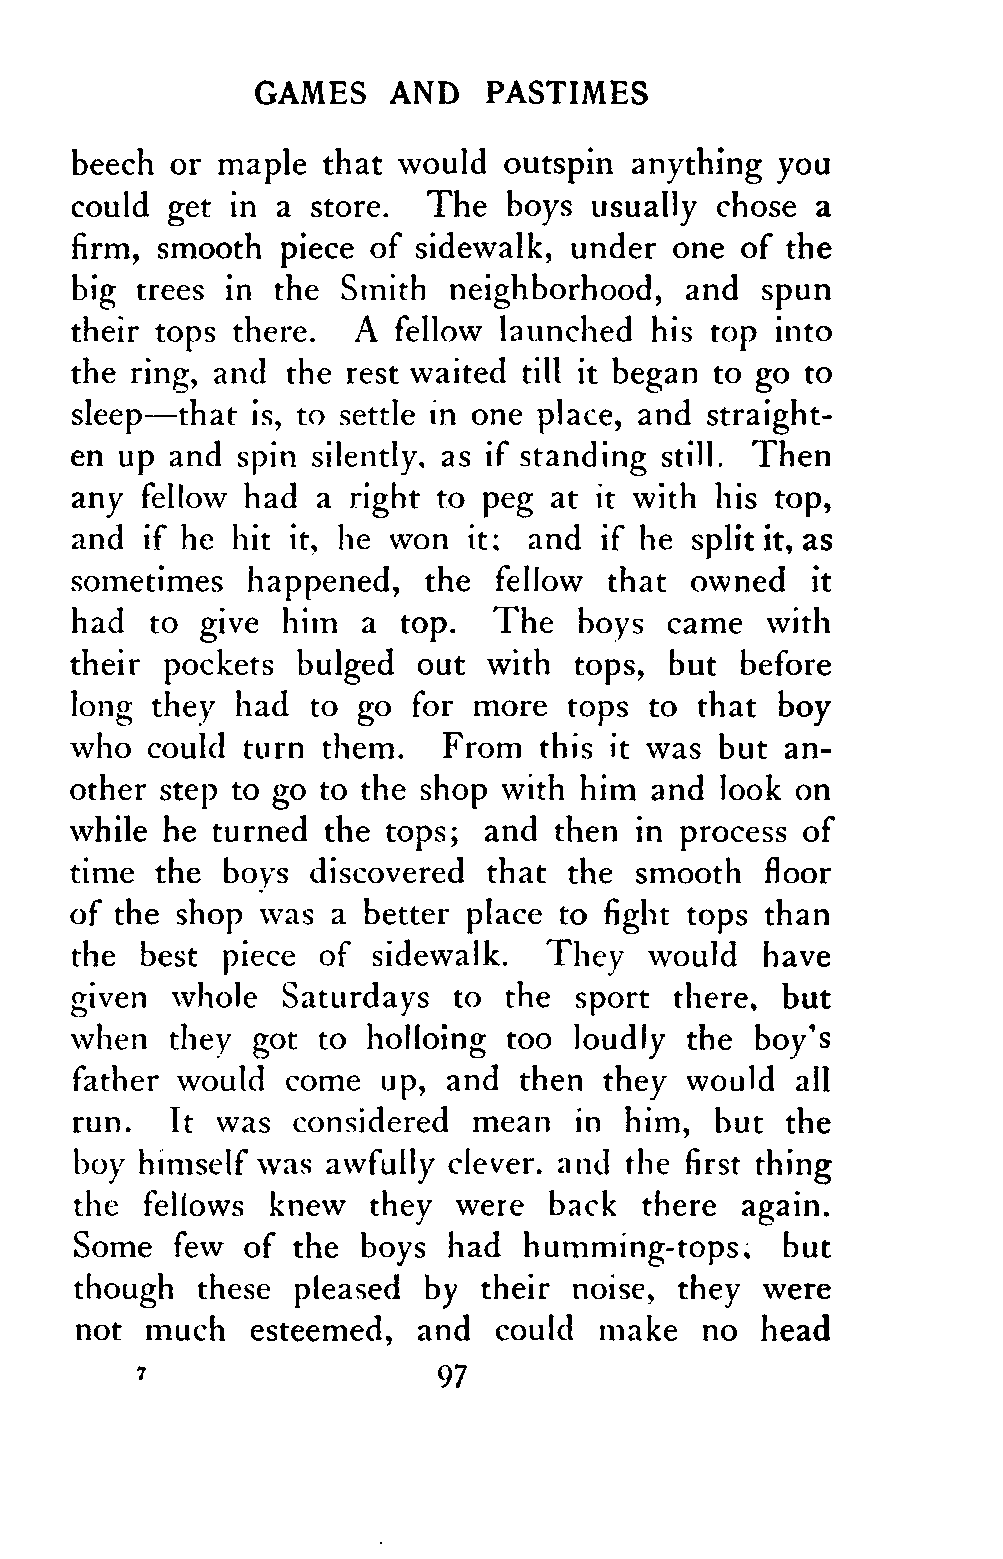 GAMES AND PASTIMES
beech or maple that would outspin anything you
could get in a store. The boys usually chose a
firm, smooth piece of sidewalk, under one of the
big trees in the Smith neighborhood, and spun
their tops there. A fellow launched his top into
the ring, and the rest waited till it began to go to
sleep—that is, to settle in one place, and straight-
en up and spin silently, as if standing still. Then
any fellow had a right to peg at it with his top,
and if he hit it, he won it; and if he split it, as
sometimes happened, the fellow that owned it
had to give him a top. The boys came with
their pockets bulged out with tops, but before
long they had to go for more tops to that boy
who could turn them. From this it was but an-
other step to go to the shop with him and look on
while he turned the tops; and then in process of
time the boys discovered that the smooth floor
of the shop was a better place to fight tops than
the best piece of sidewalk. They would have
given whole Saturdays to the sport there, but
when they got to holloing too loudly the boy's
father would come up, and then they would all
run. It was considered mean in him, but the
boy himself was awfully clever, and the first thing
the fellows knew they were back there again.
Some few of the boys had humming-tops; but
though these pleased by their noise, they were
not much esteemed, and could make no head
7 97